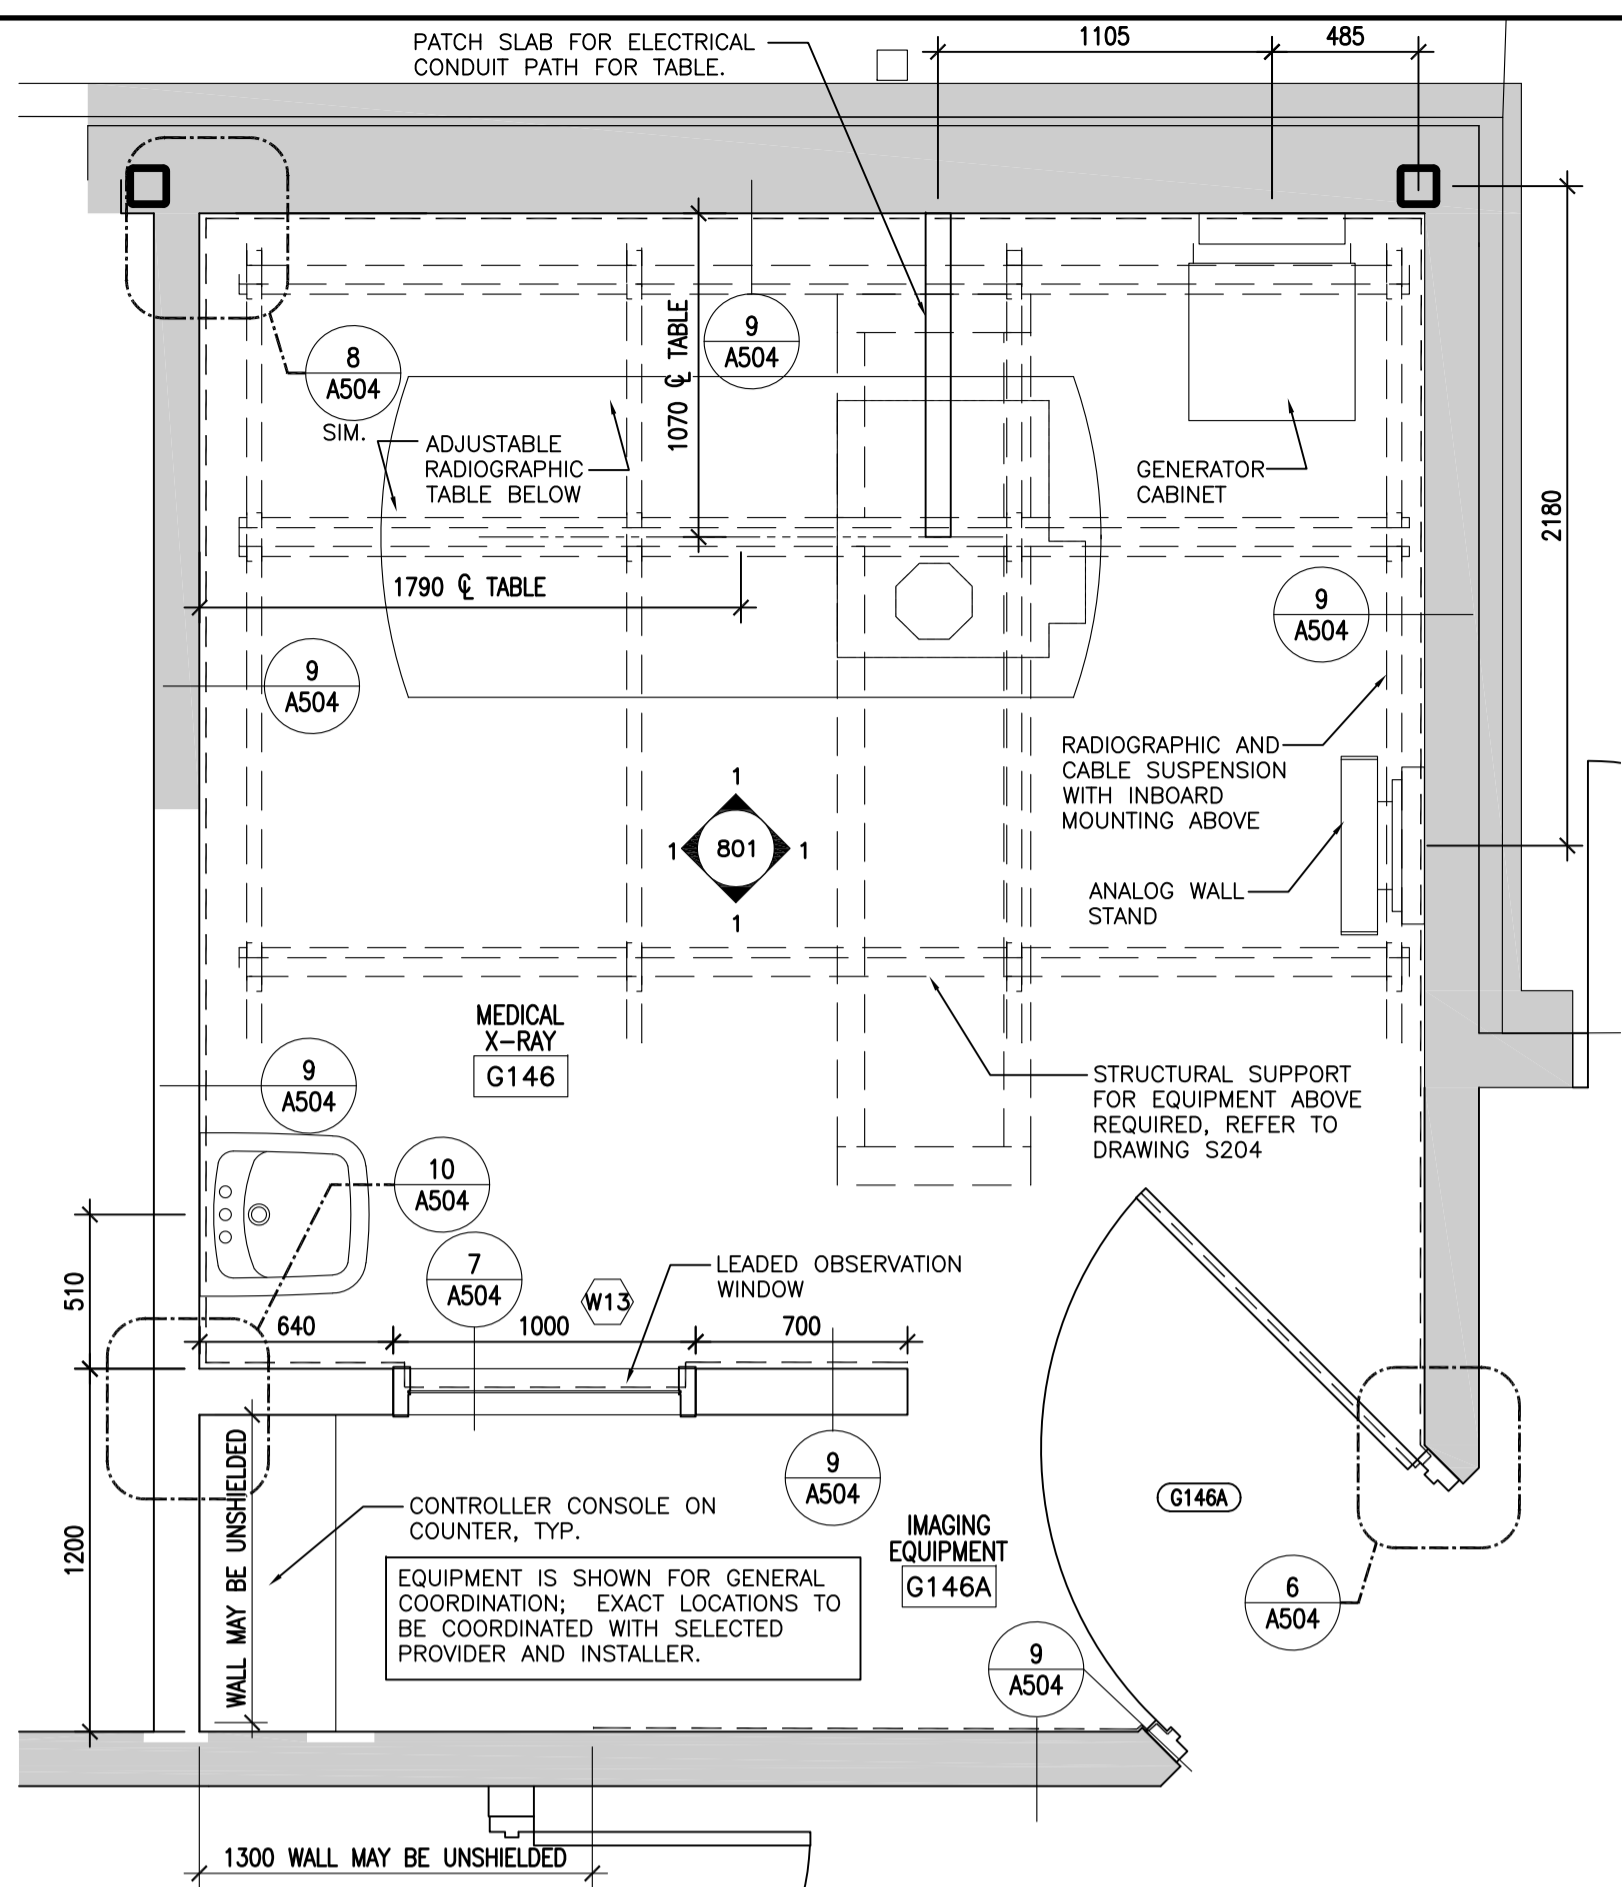 PATCH SLAB FOR ELECTRICAL
CONDUIT PATH FOR TABLE.
1105
485
9
A504
1070 ℄ TABLE
8
A504
SIM.
ADJUSTABLE
RADIOGRAPHIC
TABLE BELOW
GENERATOR
CABINET
2180
1790 ℄ TABLE
9
A504
9
A504
RADIOGRAPHIC AND
CABLE SUSPENSION
WITH INBOARD
MOUNTING ABOVE
1
1
801
1
1
ANALOG WALL
STAND
MEDICAL
X-RAY
G146
9
A504
STRUCTURAL SUPPORT
FOR EQUIPMENT ABOVE
REQUIRED, REFER TO
DRAWING S204
10
A504
7
A504
W13
LEADED OBSERVATION
WINDOW
510
640
1000
700
9
A504
WALL MAY BE UNSHIELDED
CONTROLLER CONSOLE ON
COUNTER, TYP.
G146A
IMAGING
EQUIPMENT
G146A
1200
EQUIPMENT IS SHOWN FOR GENERAL
COORDINATION; EXACT LOCATIONS TO
BE COORDINATED WITH SELECTED
PROVIDER AND INSTALLER.
6
A504
9
A504
1300 WALL MAY BE UNSHIELDED